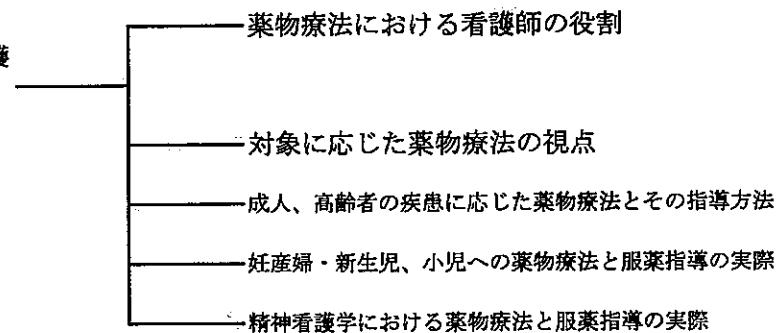 薬物療法における看護師の役割
対象に応じた薬物療法の視点
成人、高齢者の疾患に応じた薬物療法とその指導方法
妊産婦・新生児、小児への薬物療法と服薬指導の実際
精神看護学における薬物療法と服薬指導の実際